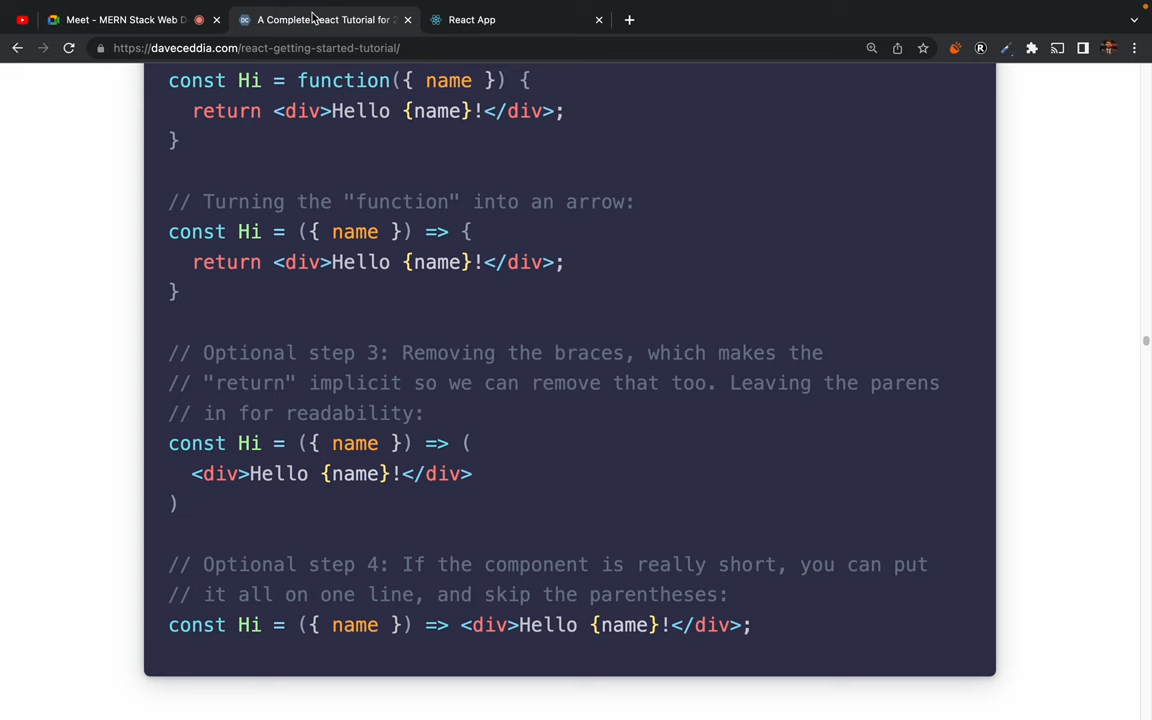 Meet - MERN Stack Web D
A Complete React Tutorial for 2
React App
https://daveceddia.com/react-getting-started-tutorial/
const Hi = function({ name }) {
return <div>Hello {name}!</div>;
}
// Turning the "function" into an arrow:
const Hi = ({ name }) => {
return <div>Hello {name}!</div>;
}
// Optional step 3: Removing the braces, which makes the
// "return" implicit so we can remove that too. Leaving the parens
// in for readability:
const Hi = ({ name }) => (
<div>Hello {name}!</div>
)
// Optional step 4: If the component is really short, you can put
// it all on one line, and skip the parentheses:
const Hi = ({ name }) => <div>Hello {name}!</div>;